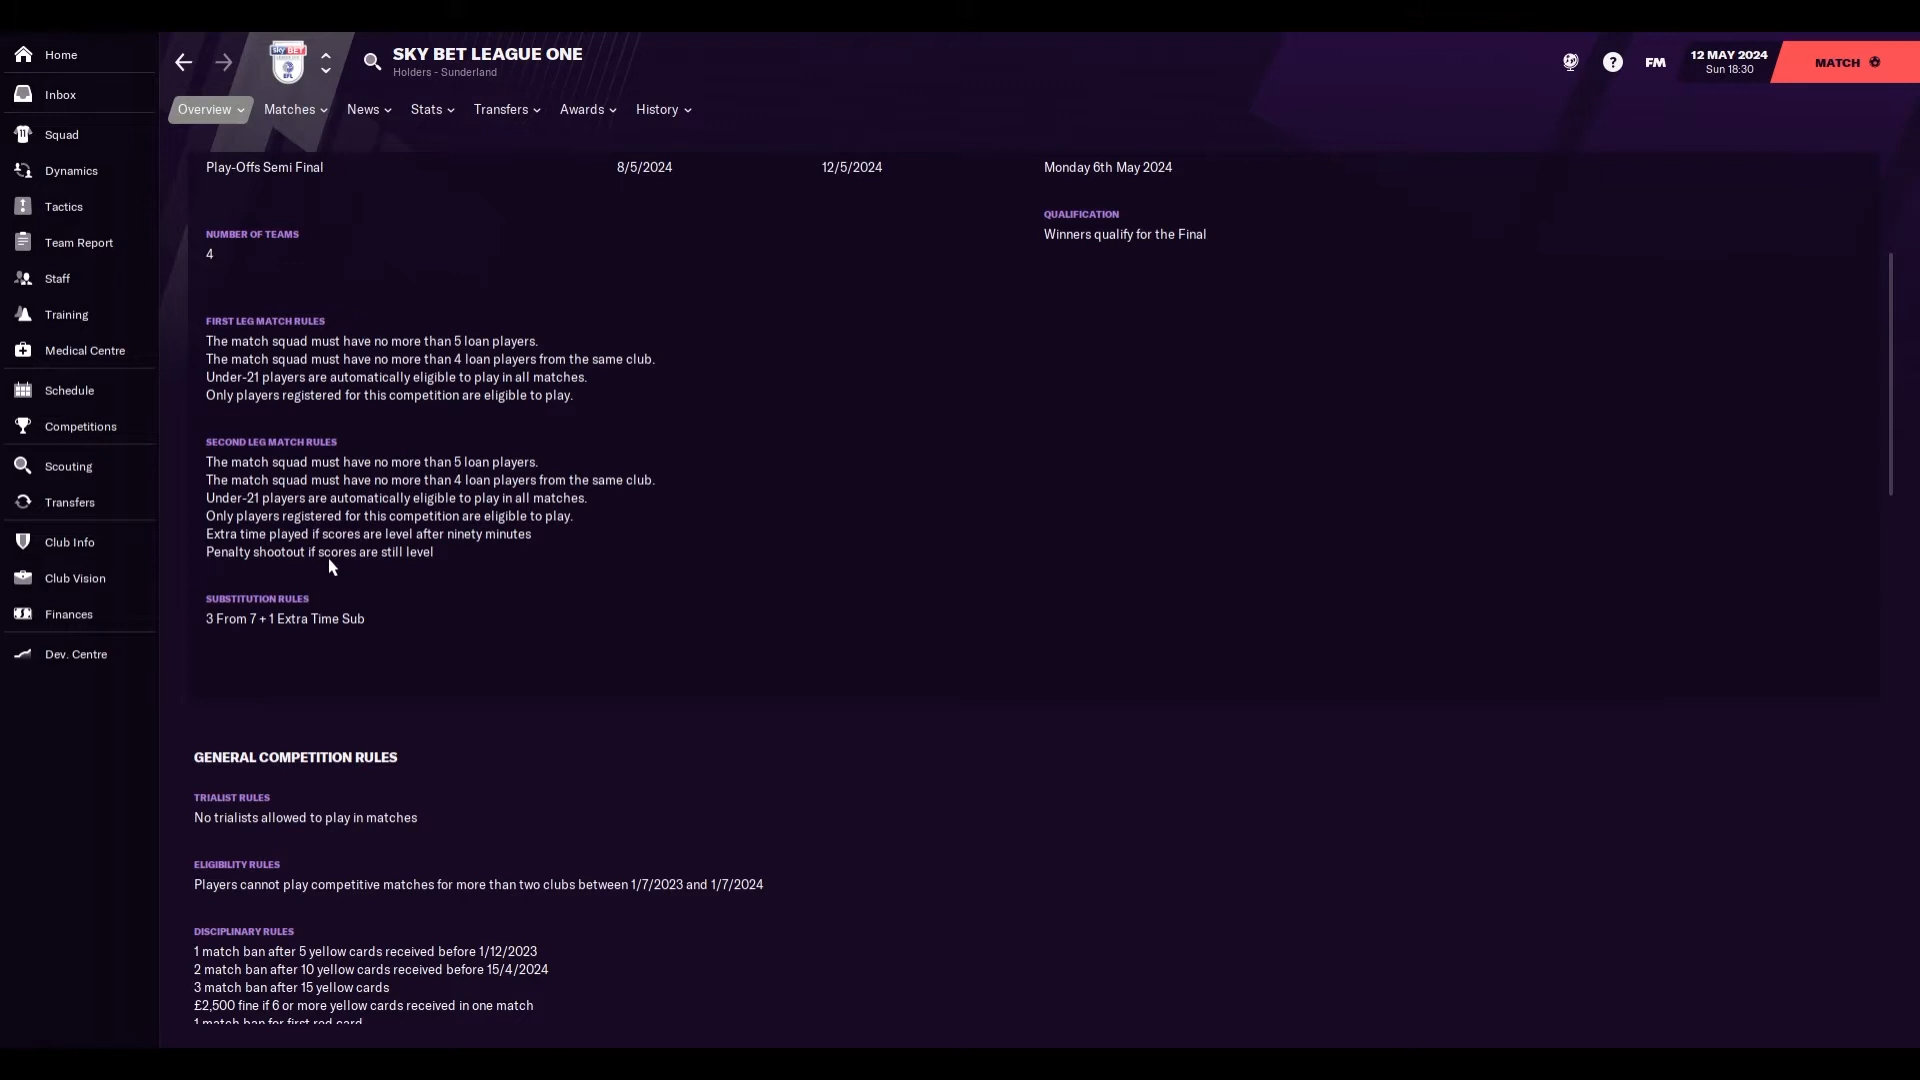 Home
Inbox
Squad
Dynamics
Tactics
Team Report
Staff
Training
Medical Centre
Schedule
Competitions
Scouting
Transfers
Club Info
Club Vision
Finances
Dev. Centre
sky BET
EFL
SKY BET LEAGUE ONE
Holders - Sunderland
?
FM
12 MAY 2024
Sun 18:30
MATCH
Overview Matches News Stats Transfers Awards History
Play-Offs Semi Final 8/5/2024 12/5/2024 Monday 6th May 2024
QUALIFICATION
Winners qualify for the Final
NUMBER OF TEAMS
4
FIRST LEG MATCH RULES
The match squad must have no more than 5 loan players.
The match squad must have no more than 4 loan players from the same club.
Under-21 players are automatically eligible to play in all matches.
Only players registered for this competition are eligible to play.
SECOND LEG MATCH RULES
The match squad must have no more than 5 loan players.
The match squad must have no more than 4 loan players from the same club.
Under-21 players are automatically eligible to play in all matches.
Only players registered for this competition are eligible to play.
Extra time played if scores are level after ninety minutes
Penalty shootout if scores are still level
SUBSTITUTION RULES
3 From 7 + 1 Extra Time Sub
GENERAL COMPETITION RULES
TRIALIST RULES
No trialists allowed to play in matches
ELIGIBILITY RULES
Players cannot play competitive matches for more than two clubs between 1/7/2023 and 1/7/2024
DISCIPLINARY RULES
1 match ban after 5 yellow cards received before 1/12/2023
2 match ban after 10 yellow cards received before 15/4/2024
3 match ban after 15 yellow cards
£2,500 fine if 6 or more yellow cards received in one match
1 match ban for first red card